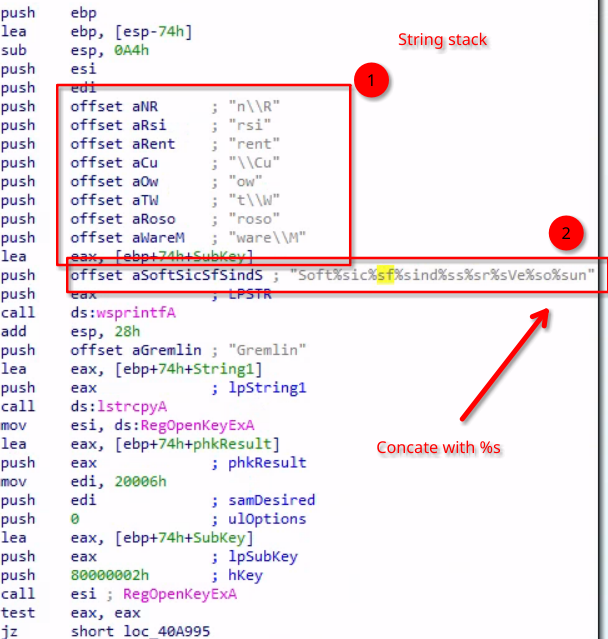 push ebp
lea ebp, [esp-74h]
String stack
sub esp, 0A4h
push esi
push edi
1
push offset aNR ; "n\\R"
push offset aRsi ; "rsi"
push offset aRent ; "rent"
push offset aCu ; "\\Cu"
push offset aOw ; "ow"
push offset aTW ; "t\\W"
push offset aRoso ; "roso"
push offset aWareM ; "ware\\M"
2
lea eax, [ebp+74h+SubKey]
push offset aSoftSicSfSindS ; "Soft%sic%sf%sind%ss%sr%sVe%so%sun"
push eax ; LPSTR
call ds:wsprintfA
add esp, 28h
push offset aGremlin ; "Gremlin"
lea eax, [ebp+74h+String1]
push eax ; lpString1
call ds:lstrcpyA
mov esi, ds:RegOpenKeyExA
lea eax, [ebp+74h+phkResult]
Concate with %s
push eax ; phkResult
mov edi, 20006h
push edi ; samDesired
push 0 ; ulOptions
lea eax, [ebp+74h+SubKey]
push eax ; lpSubKey
push 80000002h ; hKey
call esi ; RegOpenKeyExA
test eax, eax
jz short loc_40A995